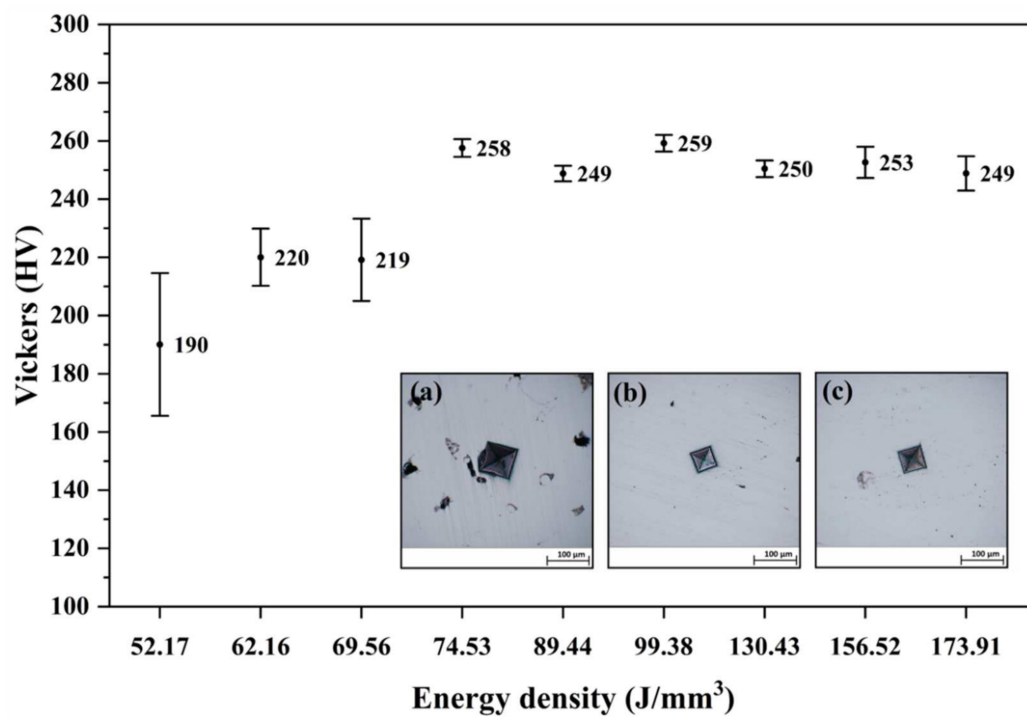 300
280
260
240
220
200
180
160
140
120
100
Vickers (HV)
190
220
219
258
249
259
250
253
249
(a)
100 μm
(b)
100 μm
(c)
100 μm
52.17 62.16 69.56 74.53 89.44 99.38 130.43 156.52 173.91
Energy density (J/mm³)